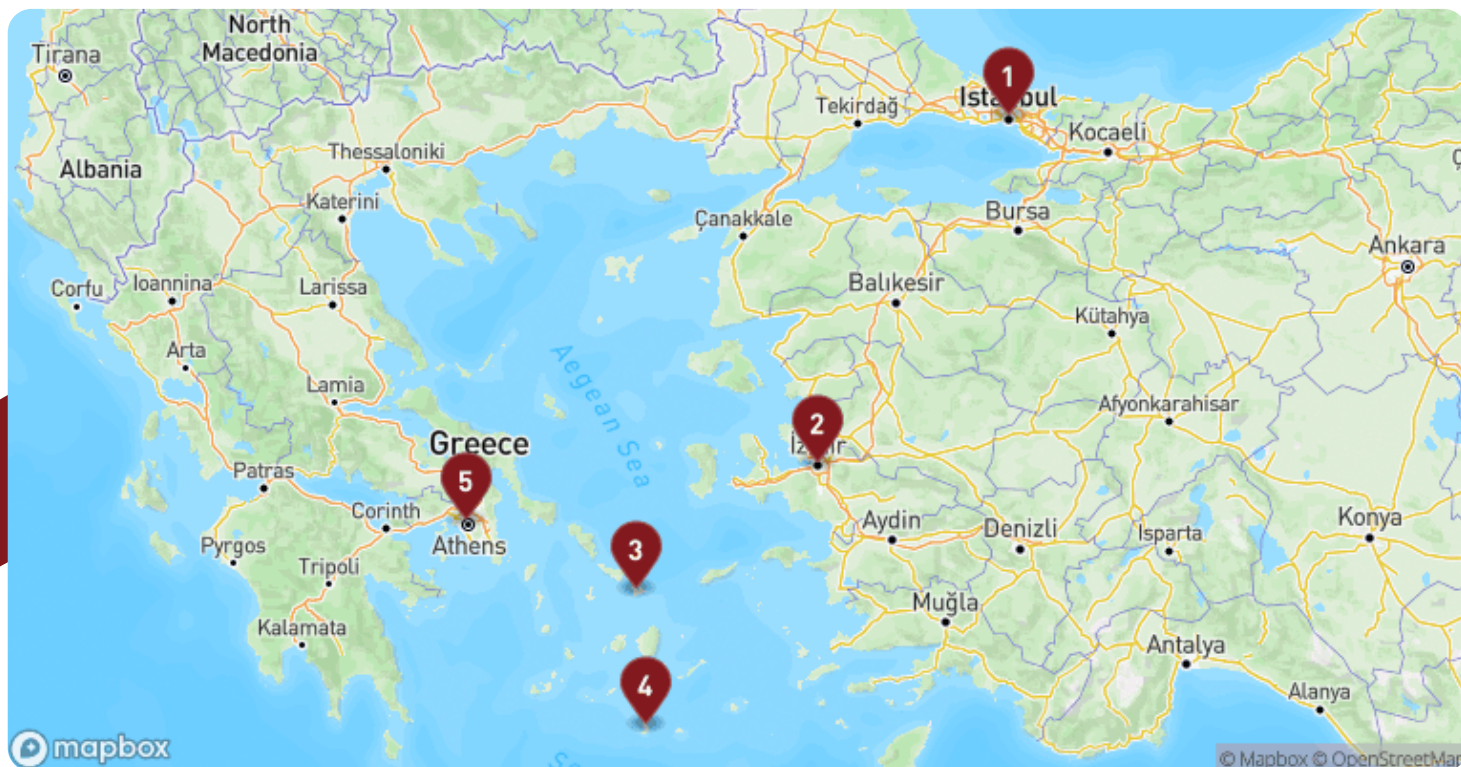 North
Macedonia
Tirana
Albania
Thessaloniki
Katerini
Corfu
Ioannina
Larissa
Arta
Lamia
Greece
Patras
Corinth
Athens
Pyrgos
Tripoli
Kalamata
Aegean Sea
Tekirdağ
Istanbul
Kocaeli
Çanakkale
Bursa
Ankara
Balıkesir
Kütahya
Afyonkarahisar
İzmir
Aydin
Denizli
Isparta
Konya
Muğla
Antalya
Alanya
1
2
3
4
5
mapbox
© Mapbox © OpenStreetMap